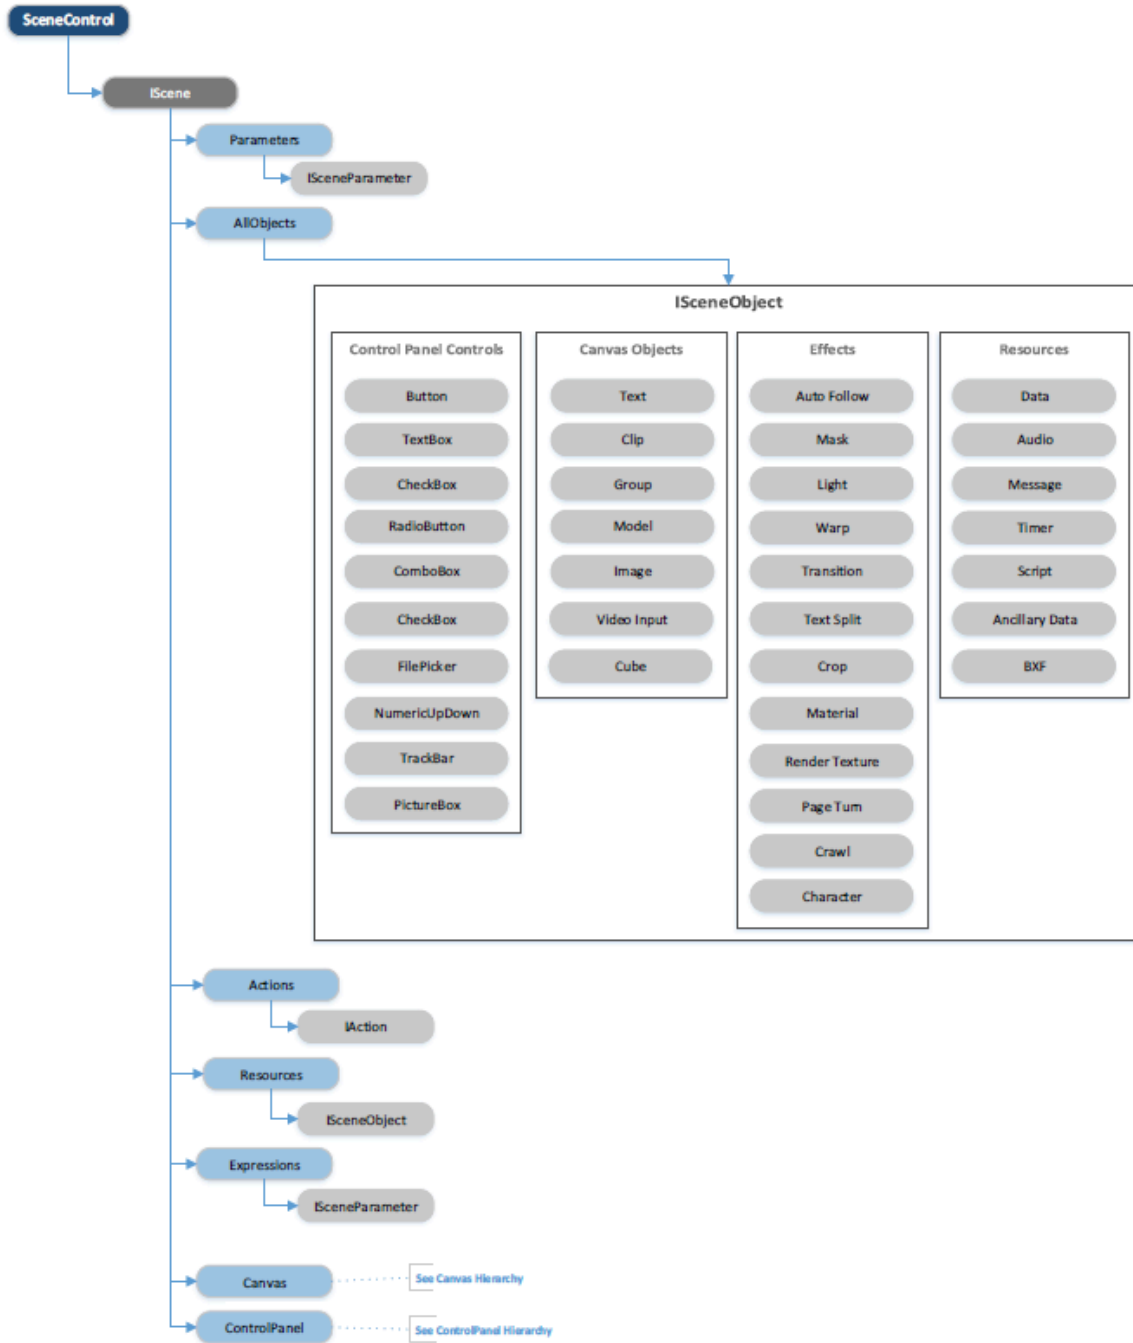 SceneControl
IScene
Parameters
ISceneParameter
AllObjects
ISceneObject
Control Panel Controls
Button
TextBox
CheckBox
RadioButton
ComboBox
CheckBox
FilePicker
NumericUpDown
TrackBar
PictureBox
Canvas Objects
Text
Clip
Group
Model
Image
Video Input
Cube
Effects
Auto Follow
Mask
Light
Warp
Transition
Text Split
Crop
Material
Render Texture
Page Turn
Crawl
Character
Resources
Data
Audio
Message
Timer
Script
Ancillary Data
BXF
Actions
IAction
Resources
ISceneObject
Expressions
ISceneParameter
Canvas
See Canvas Hierarchy
ControlPanel
See ControlPanel Hierarchy